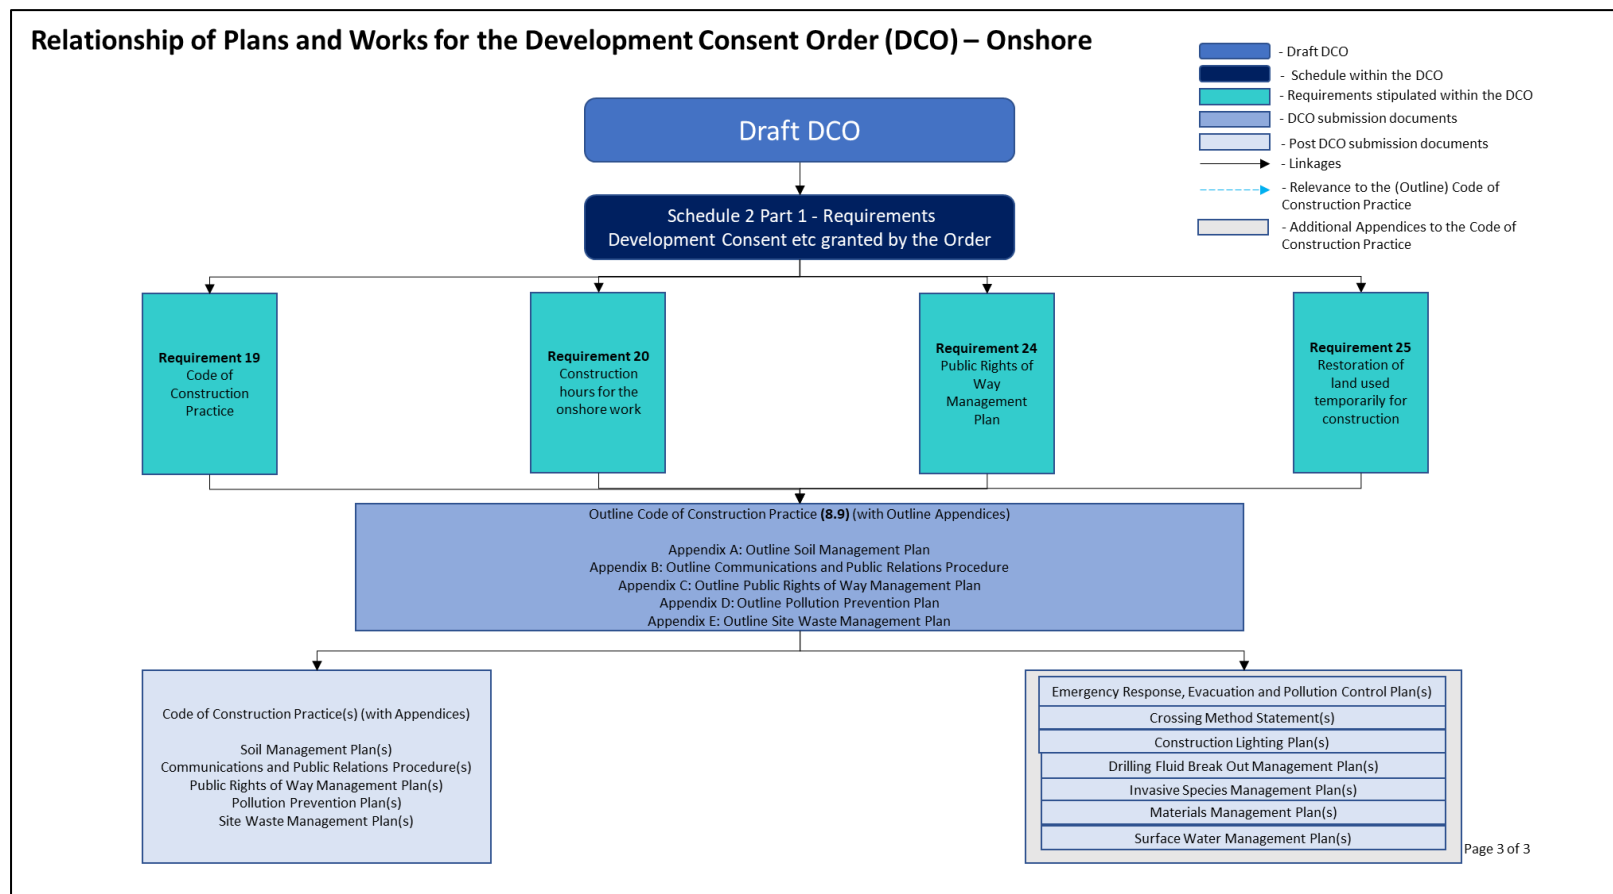 Relationship of Plans and Works for the Development Consent Order (DCO) – Onshore
- Draft DCO
- Schedule within the DCO
- Requirements stipulated within the DCO
- DCO submission documents
- Post DCO submission documents
- Linkages
- Relevance to the (Outline) Code of
Construction Practice
- Additional Appendices to the Code of
Construction Practice
Draft DCO
Schedule 2 Part 1 - Requirements
Development Consent etc granted by the Order
Requirement 19
Code of
Construction
Practice
Requirement 20
Construction
hours for the
onshore work
Requirement 24
Public Rights of
Way
Management
Plan
Requirement 25
Restoration of
land used
temporarily for
construction
Outline Code of Construction Practice (8.9) (with Outline Appendices)
Appendix A: Outline Soil Management Plan
Appendix B: Outline Communications and Public Relations Procedure
Appendix C: Outline Public Rights of Way Management Plan
Appendix D: Outline Pollution Prevention Plan
Appendix E: Outline Site Waste Management Plan
Code of Construction Practice(s) (with Appendices)
Soil Management Plan(s)
Communications and Public Relations Procedure(s)
Public Rights of Way Management Plan(s)
Pollution Prevention Plan(s)
Site Waste Management Plan(s)
Emergency Response, Evacuation and Pollution Control Plan(s)
Crossing Method Statement(s)
Construction Lighting Plan(s)
Drilling Fluid Break Out Management Plan(s)
Invasive Species Management Plan(s)
Materials Management Plan(s)
Surface Water Management Plan(s)
Page 3 of 3